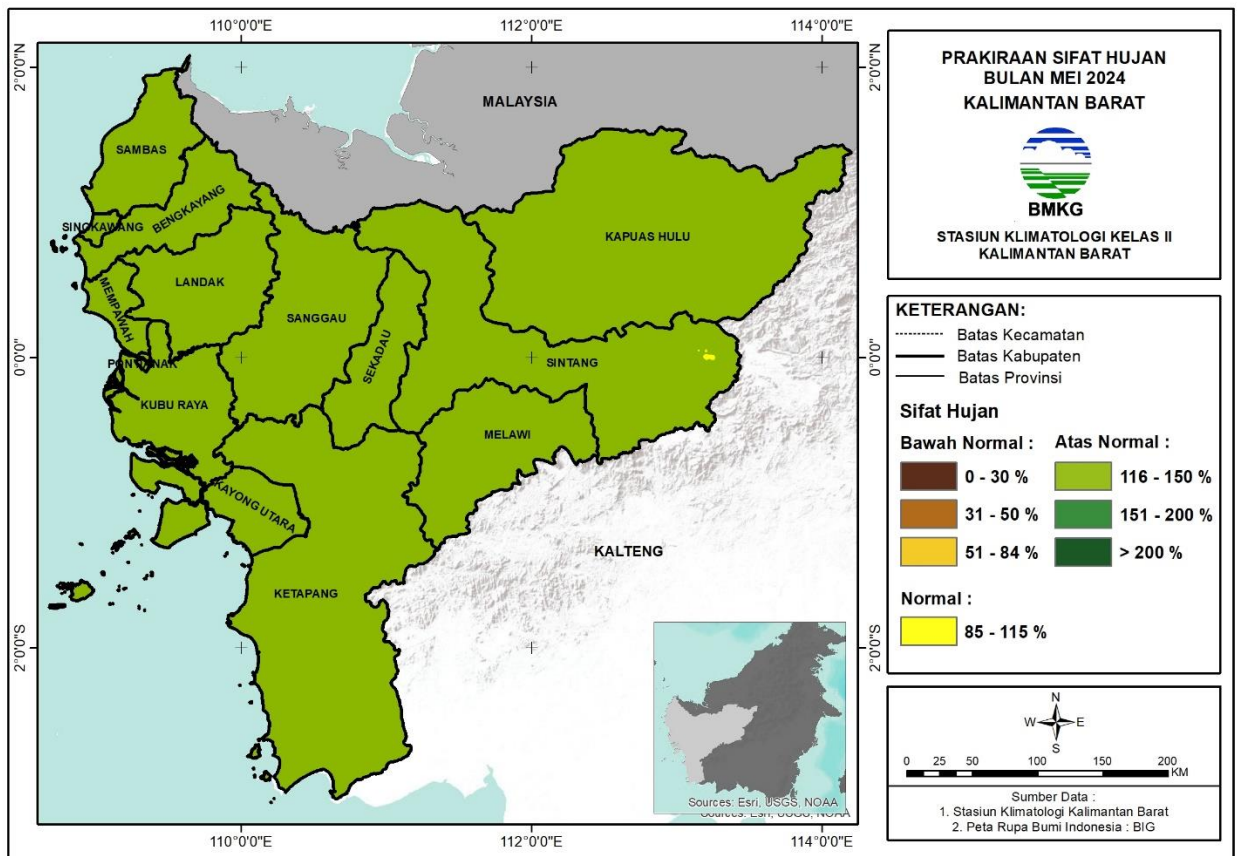 110°0'0"E
112°0'0"E
114°0'0"E
2°0'0"N
0°0'0"
2°0'0"S
2°0'0"N
0°0'0"
2°0'0"S
110°0'0"E
112°0'0"E
114°0'0"E
MALAYSIA
SAMBAS
BENGKAYANG
SINGKAWANG
KAPUAS HULU
LANDAK
MEMPAWAH
SANGGAU
SEKADAU
SINTANG
PONTIANAK
KUBU RAYA
MELAWI
KAYONG UTARA
KALTENG
KETAPANG
Sources: Esri, USGS, NOAA
Sources: Esri, USGS, NOAA
PRAKIRAAN SIFAT HUJAN
BULAN MEI 2024
KALIMANTAN BARAT
BMKG
STASIUN KLIMATOLOGI KELAS II
KALIMANTAN BARAT
KETERANGAN:
Batas Kecamatan
Batas Kabupaten
Batas Provinsi
Sifat Hujan
Bawah Normal :
0 - 30 %
31 - 50 %
51 - 84 %
Normal :
85 - 115 %
Atas Normal :
116 - 150 %
151 - 200 %
> 200 %
N
W E
S
0 25 50 100 150 200
KM
Sumber Data :
1. Stasiun Klimatologi Kalimantan Barat
2. Peta Rupa Bumi Indonesia : BIG